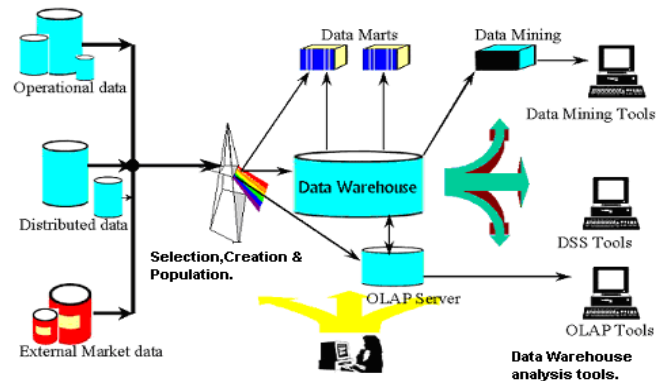 Data Marts
Data Mining
Operational data
Data Mining Tools
Data Warehouse
Distributed data
Selection,Creation &
Population.
DSS Tools
OLAP Server
OLAP Tools
External Market data
Data Warehouse
analysis tools.